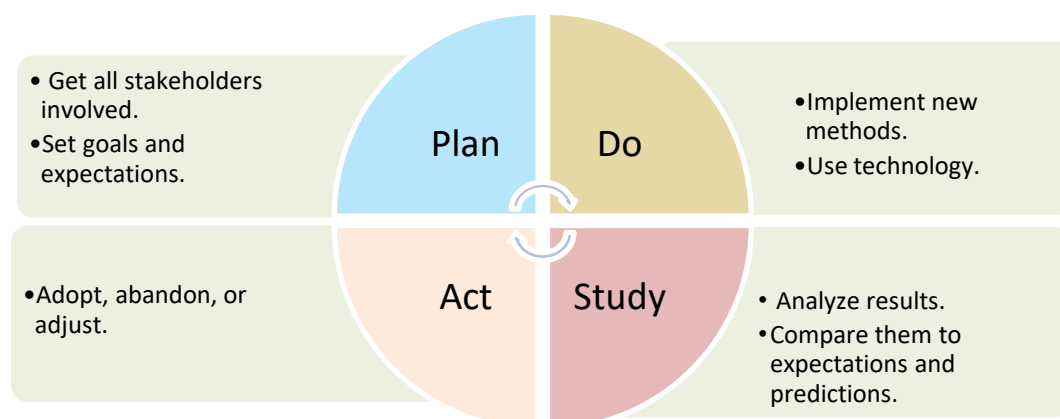 • Get all stakeholders
involved.
•Set goals and
expectations.
Plan
Do
•Implement new
methods.
•Use technology.
•Adopt, abandon, or
adjust.
Act
Study
• Analyze results.
•Compare them to
expectations and
predictions.